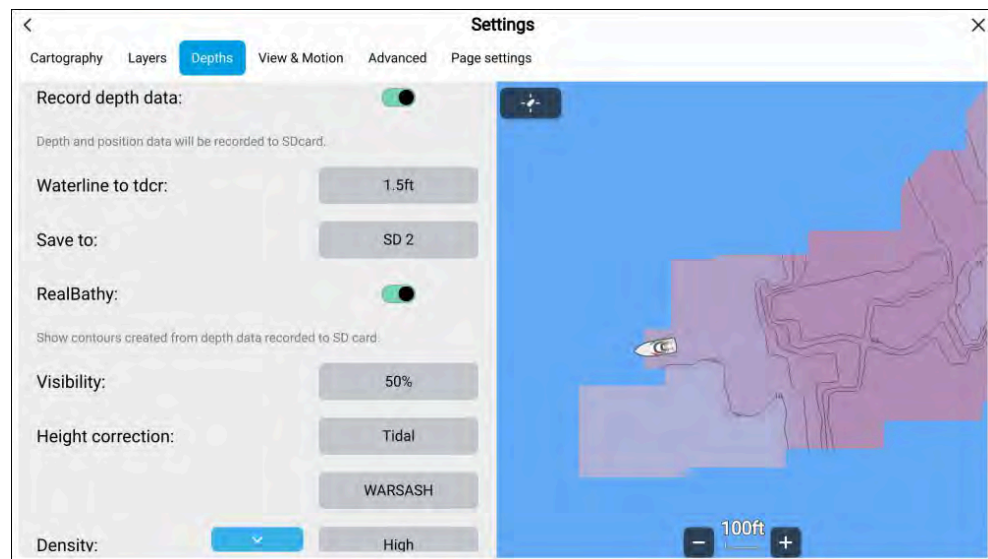 Settings
Cartography Layers Depths View & Motion Advanced Page settings
Record depth data:
Depth and position data will be recorded to SDcard.
Waterline to tdcr: 1.5ft
Save to: SD 2
RealBathy:
Show contours created from depth data recorded to SD card.
Visibility: 50%
Height correction: Tidal
WARSASH
Density: High
100ft